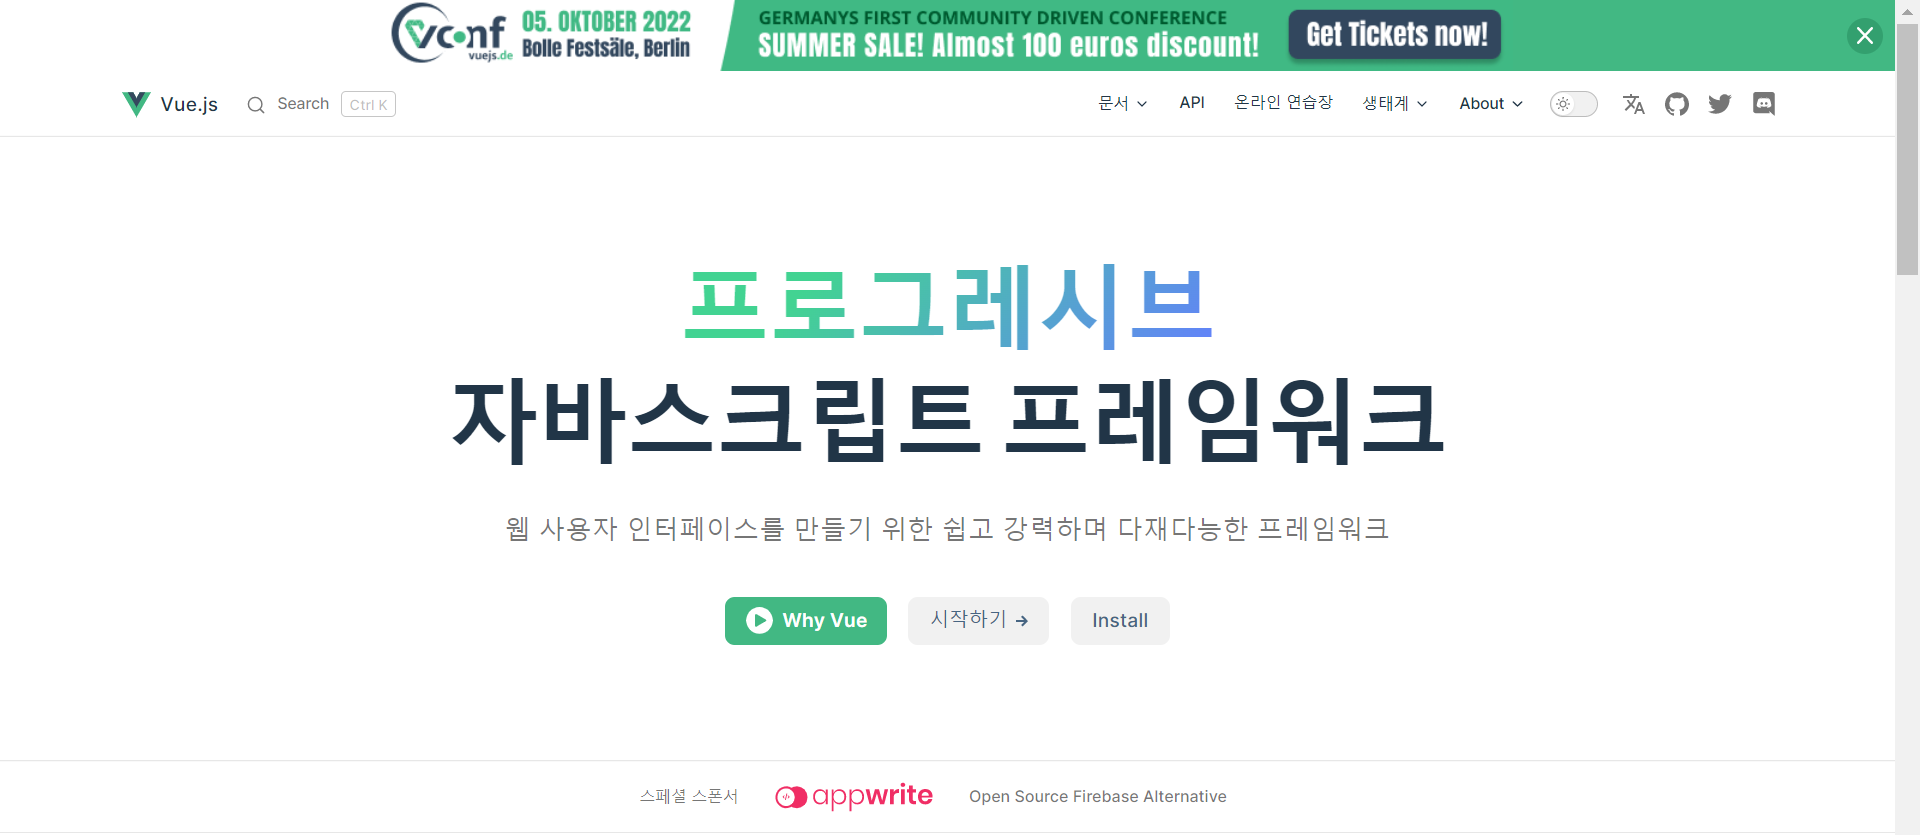 vconf
vuejs.de
05. OKTOBER 2022
Bolle Festsäle, Berlin
GERMANYS FIRST COMMUNITY DRIVEN CONFERENCE
SUMMER SALE! Almost 100 euros discount!
Get Tickets now!
Vue.js Search Ctrl K 문서 API 온라인 연습장 생태계 About
프로그레시브
자바스크립트 프레임워크
웹 사용자 인터페이스를 만들기 위한 쉽고 강력하며 다재다능한 프레임워크
Why Vue 시작하기 → Install
스페셜 스폰서 appwrite Open Source Firebase Alternative